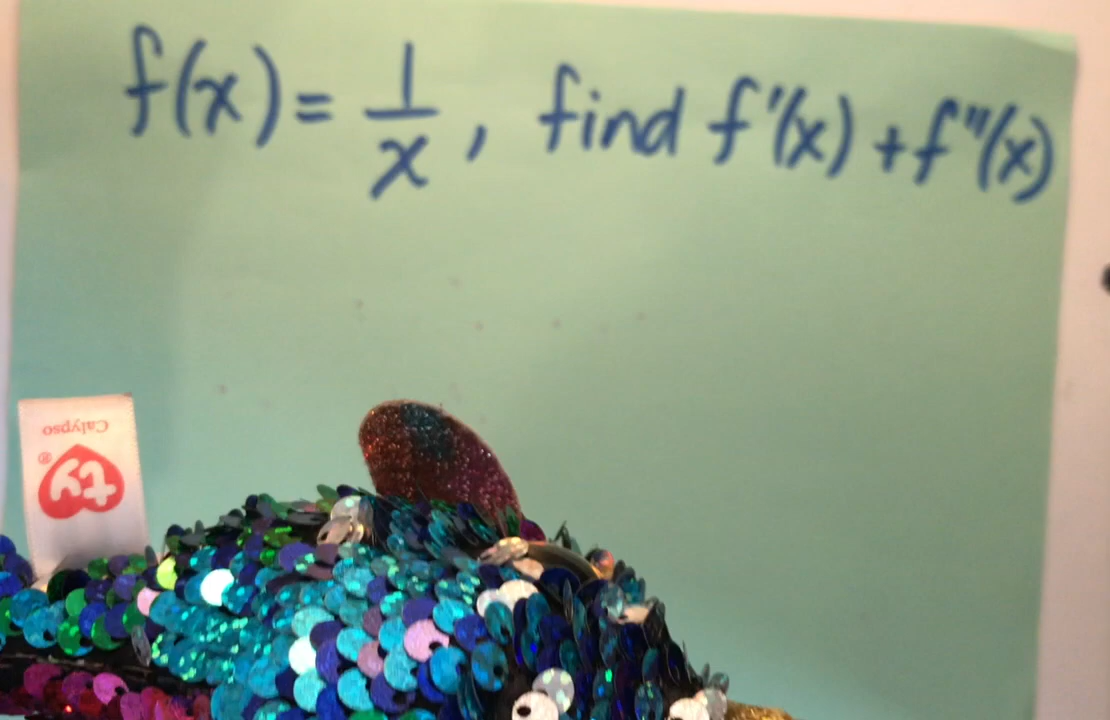 f(x) = 1/x, find f'(x) + f"(x)
Calypso
ty®